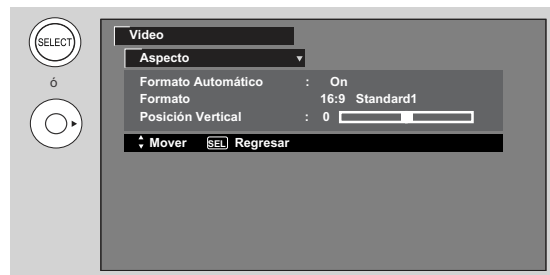 SELECT
ó
Video
Aspecto
Formato Automático : On
Formato 16:9 Standard1
Posición Vertical : 0
Mover SEL Regresar